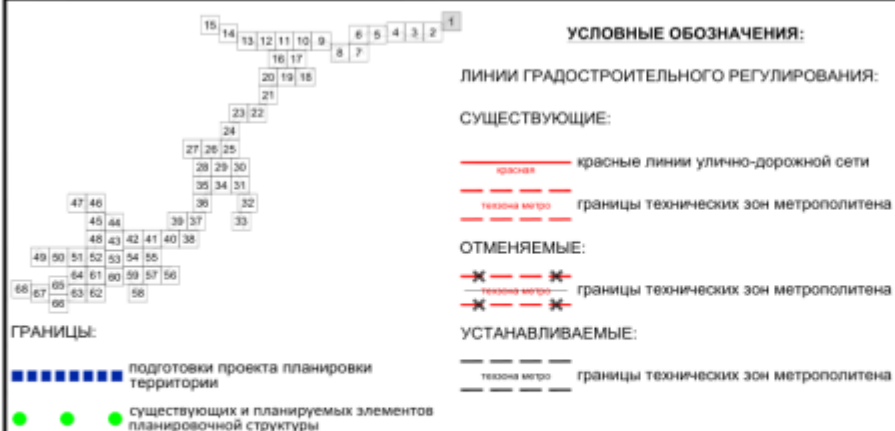 15 14 13 12 11 10 9 8 7 6 5 4 3 2 1
16 17
20 19 18
21
23 22
24
27 26 25
28 29 30
35 34 31
47 46 36 32
45 44 39 37 33
48 43 42 41 40 38
49 50 51 52 53 54 55
64 61 60 59 57 56
68 67 65 63 62 58
66
ГРАНИЦЫ:
подготовки проекта планировки
территории
существующих и планируемых элементов
планировочной структуры
УСЛОВНЫЕ ОБОЗНАЧЕНИЯ:
ЛИНИИ ГРАДОСТРОИТЕЛЬНОГО РЕГУЛИРОВАНИЯ:
СУЩЕСТВУЮЩИЕ:
красная красные линии улично-дорожной сети
техзона метро границы технических зон метрополитена
ОТМЕНЯЕМЫЕ:
техзона метро границы технических зон метрополитена
УСТАНАВЛИВАЕМЫЕ:
техзона метро границы технических зон метрополитена